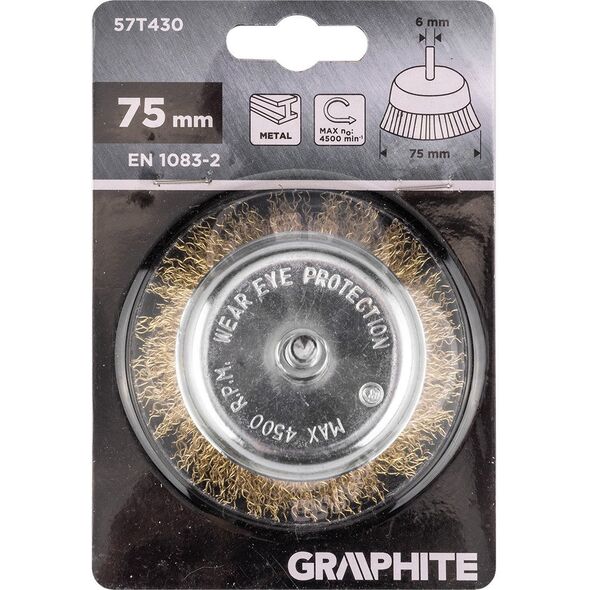 57T430
6 mm
75 mm
METAL
MAX n₀:
4500 min⁻¹
75 mm
EN 1083-2
WEAR EYE PROTECTION
MAX 4500 R.P.M.
GRAPHITE